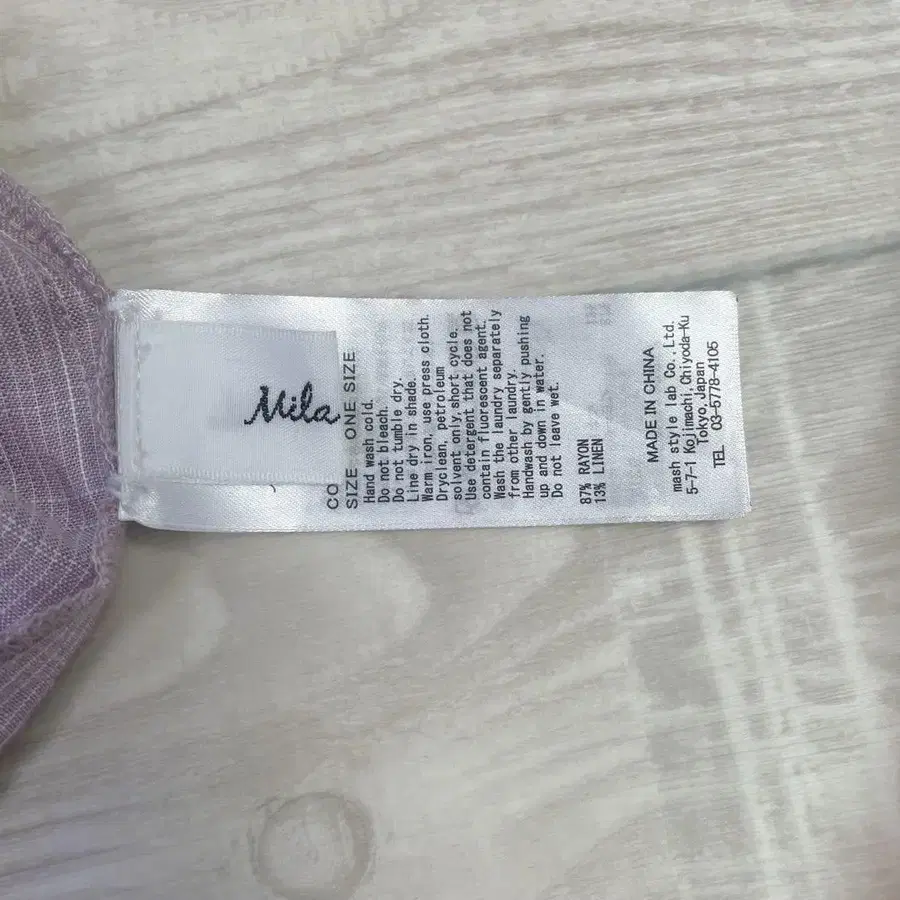 Mila
CO
SIZE ONE SIZE
Hand wash cold.
Do not bleach.
Do not tumble dry.
Line dry in shade.
Warm iron, use press cloth.
Dryclean, petroleum
solvent only, short cycle.
Use detergent that does not
contain fluorescent agent.
Wash the laundry separately
from other laundry.
Handwash by gently pushing
up and down in water.
Do not leave wet.
87% RAYON
13% LINEN
MADE IN CHINA
mash style lab Co.,Ltd.
5-7-1 Kojimachi,Chiyoda-Ku
Tokyo,Japan
TEL 03-6778-4105